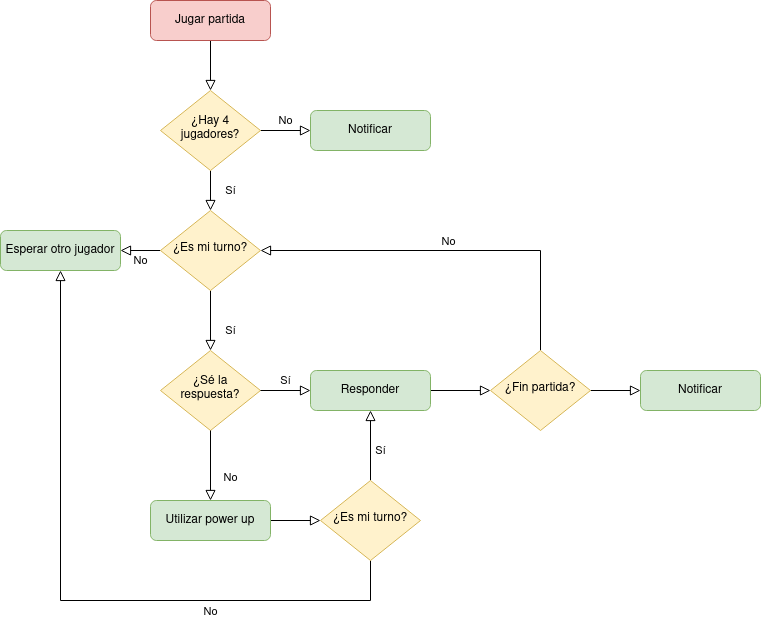 Jugar partida
¿Hay 4
jugadores?
No
Notificar
Sí
Esperar otro jugador
No
¿Es mi turno?
No
Sí
¿Sé la
respuesta?
Sí
Responder
¿Fin partida?
Notificar
Sí
No
Utilizar power up
¿Es mi turno?
No